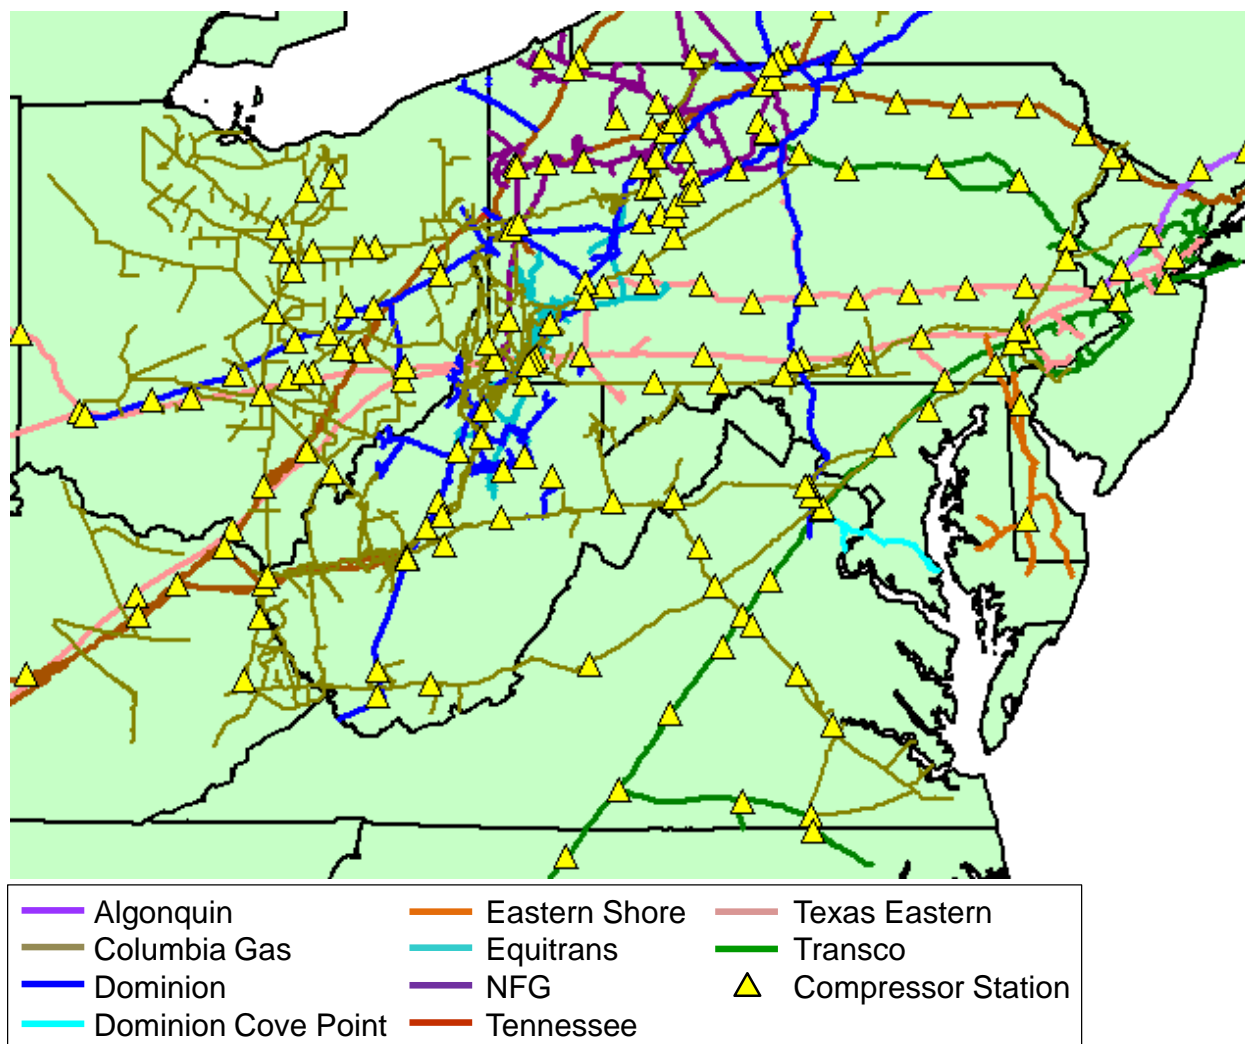 Algonquin Eastern Shore Texas Eastern
Columbia Gas Equitrans Transco
Dominion NFG Compressor Station
Dominion Cove Point Tennessee